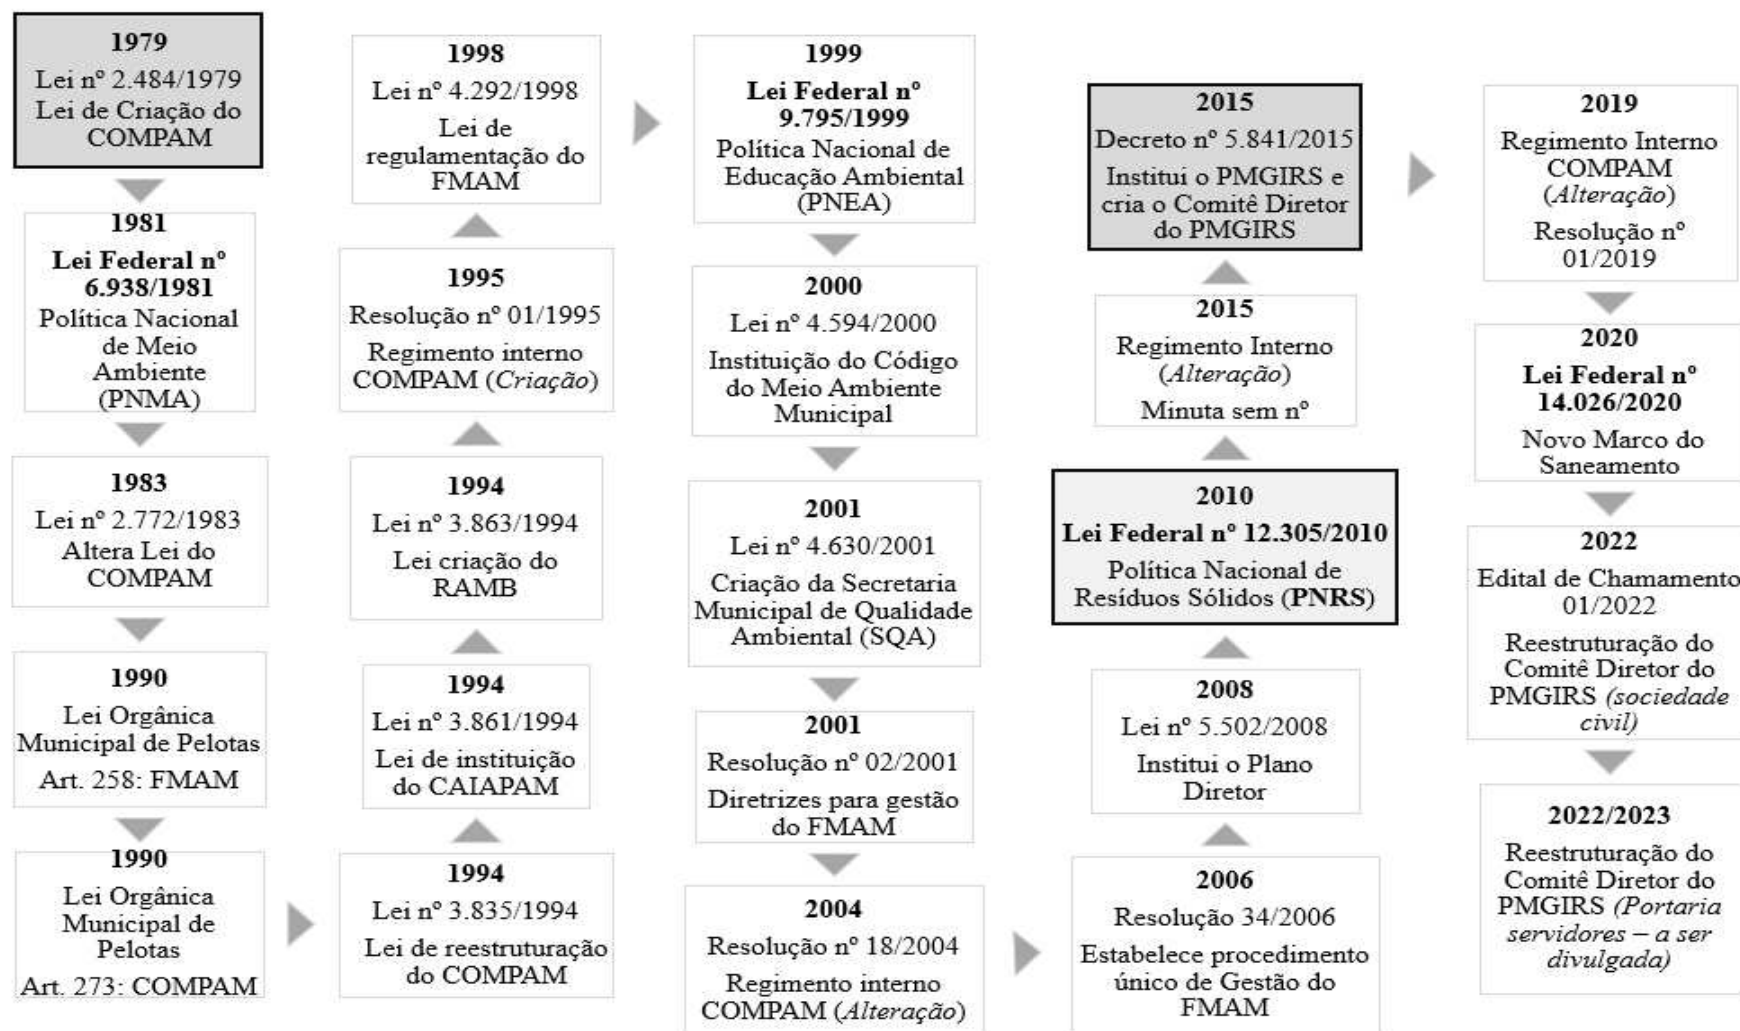 1979
Lei nº 2.484/1979
Lei de Criação do
COMPAM
1981
Lei Federal nº
6.938/1981
Política Nacional
de Meio
Ambiente
(PNMA)
1983
Lei nº 2.772/1983
Altera Lei do
COMPAM
1990
Lei Orgânica
Municipal de Pelotas
Art. 258: FMAM
1990
Lei Orgânica
Municipal de
Pelotas
Art. 273: COMPAM
1994
Lei nº 3.835/1994
Lei de reestruturação
do COMPAM
1994
Lei nº 3.861/1994
Lei de instituição
do CAIAPAM
1994
Lei nº 3.863/1994
Lei criação do
RAMB
1995
Resolução nº 01/1995
Regimento interno
COMPAM (Criação)
1998
Lei nº 4.292/1998
Lei de
regulamentação do
FMAM
1999
Lei Federal nº
9.795/1999
Política Nacional de
Educação Ambiental
(PNEA)
2000
Lei nº 4.594/2000
Instituição do Código
do Meio Ambiente
Municipal
2001
Lei nº 4.630/2001
Criação da Secretaria
Municipal de Qualidade
Ambiental (SQA)
2001
Resolução nº 02/2001
Diretrizes para gestão
do FMAM
2004
Resolução nº 18/2004
Regimento interno
COMPAM (Alteração)
2006
Resolução 34/2006
Estabelece procedimento
único de Gestão do
FMAM
2008
Lei nº 5.502/2008
Institui o Plano
Diretor
2010
Lei Federal nº 12.305/2010
Política Nacional de
Resíduos Sólidos (PNRS)
2015
Regimento Interno
(Alteração)
Minuta sem nº
2015
Decreto nº 5.841/2015
Institui o PMGIRS e
cria o Comitê Diretor
do PMGIRS
2019
Regimento Interno
COMPAM
(Alteração)
Resolução nº
01/2019
2020
Lei Federal nº
14.026/2020
Novo Marco do
Saneamento
2022
Edital de Chamamento
01/2022
Reestruturação do
Comitê Diretor do
PMGIRS (sociedade
civil)
2022/2023
Reestruturação do
Comitê Diretor do
PMGIRS (Portaria
servidores – a ser
divulgada)